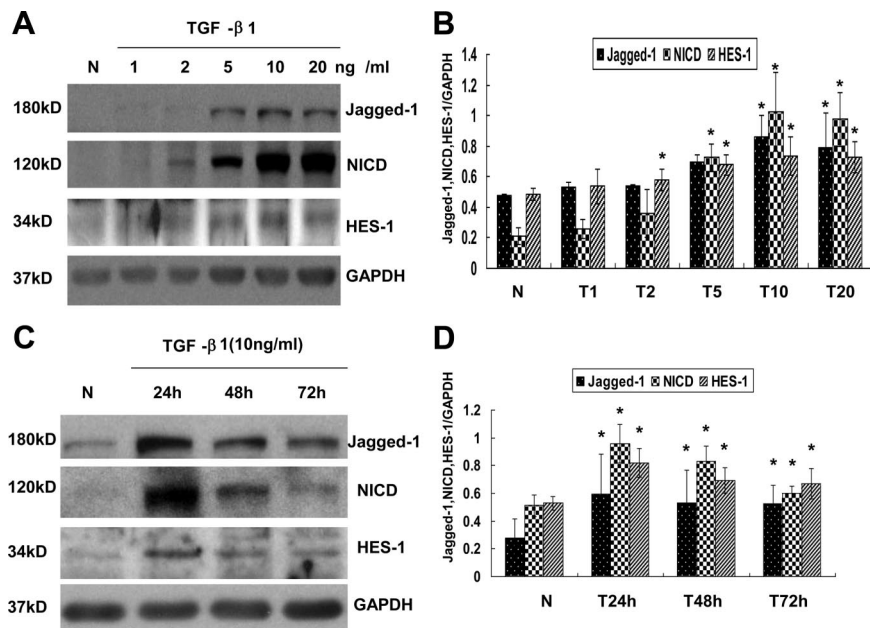 A
TGF -β 1
N 1 2 5 10 20 ng /ml
180kD Jagged-1
120kD NICD
34kD HES-1
37kD GAPDH
B
Jagged-1 NICD HES-1
Jagged-1,NICD,HES-1/GAPDH
1.4
1.2
1
0.8
0.6
0.4
0.2
0
* * * * * * * * *
N T1 T2 T5 T10 T20
C
TGF -β 1(10ng/ml)
N 24h 48h 72h
180kD Jagged-1
120kD NICD
34kD HES-1
37kD GAPDH
D
Jagged-1 NICD HES-1
Jagged-1,NICD,HES-1/GAPDH
1.2
1
0.8
0.6
0.4
0.2
0
* * * * * * * * *
N T24h T48h T72h